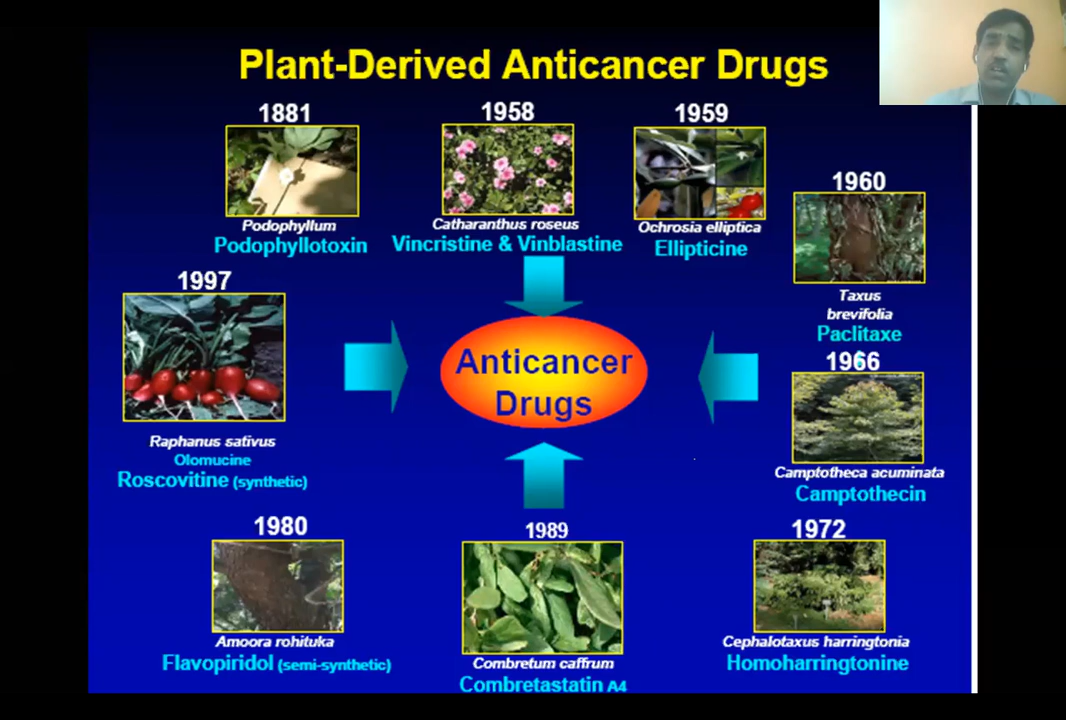 Plant-Derived Anticancer Drugs
1881
Podophyllum
Podophyllotoxin
1958
Catharanthus roseus
Vincristine & Vinblastine
1959
Ochrosia elliptica
Ellipticine
1960
Taxus
brevifolia
Paclitaxe
1966
Camptotheca acuminata
Camptothecin
1997
Raphanus sativus
Olomucine
Roscovitine (synthetic)
Anticancer
Drugs
1980
Amoora rohituka
Flavopiridol (semi-synthetic)
1989
Combretum caffrum
Combretastatin A4
1972
Cephalotaxus harringtonia
Homoharringtonine